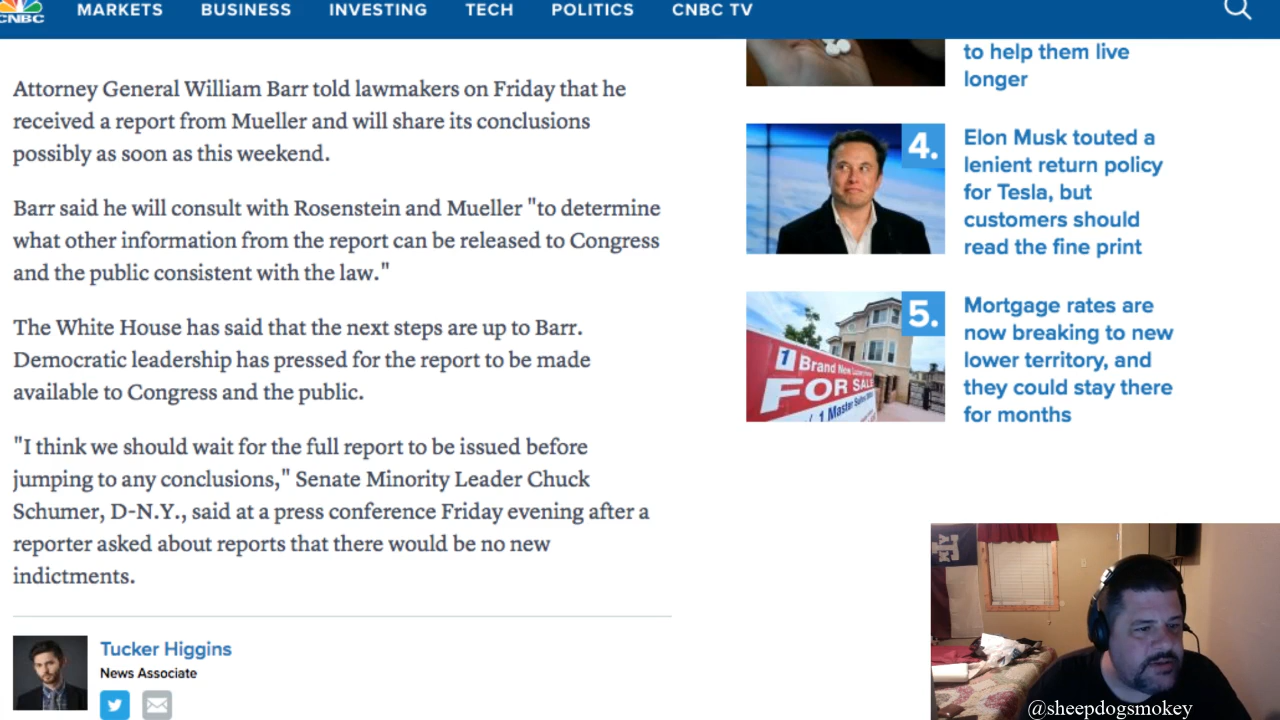 CNBC
MARKETS BUSINESS INVESTING TECH POLITICS CNBC TV
Attorney General William Barr told lawmakers on Friday that he
received a report from Mueller and will share its conclusions
possibly as soon as this weekend.
Barr said he will consult with Rosenstein and Mueller "to determine
what other information from the report can be released to Congress
and the public consistent with the law."
The White House has said that the next steps are up to Barr.
Democratic leadership has pressed for the report to be made
available to Congress and the public.
"I think we should wait for the full report to be issued before
jumping to any conclusions," Senate Minority Leader Chuck
Schumer, D-N.Y., said at a press conference Friday evening after a
reporter asked about reports that there would be no new
indictments.
Tucker Higgins
News Associate
to help them live
longer
4.
Elon Musk touted a
lenient return policy
for Tesla, but
customers should
read the fine print
5.
Mortgage rates are
now breaking to new
lower territory, and
they could stay there
for months
1 Brand New
FOR SALE
1 Master
@sheepdogsmokey